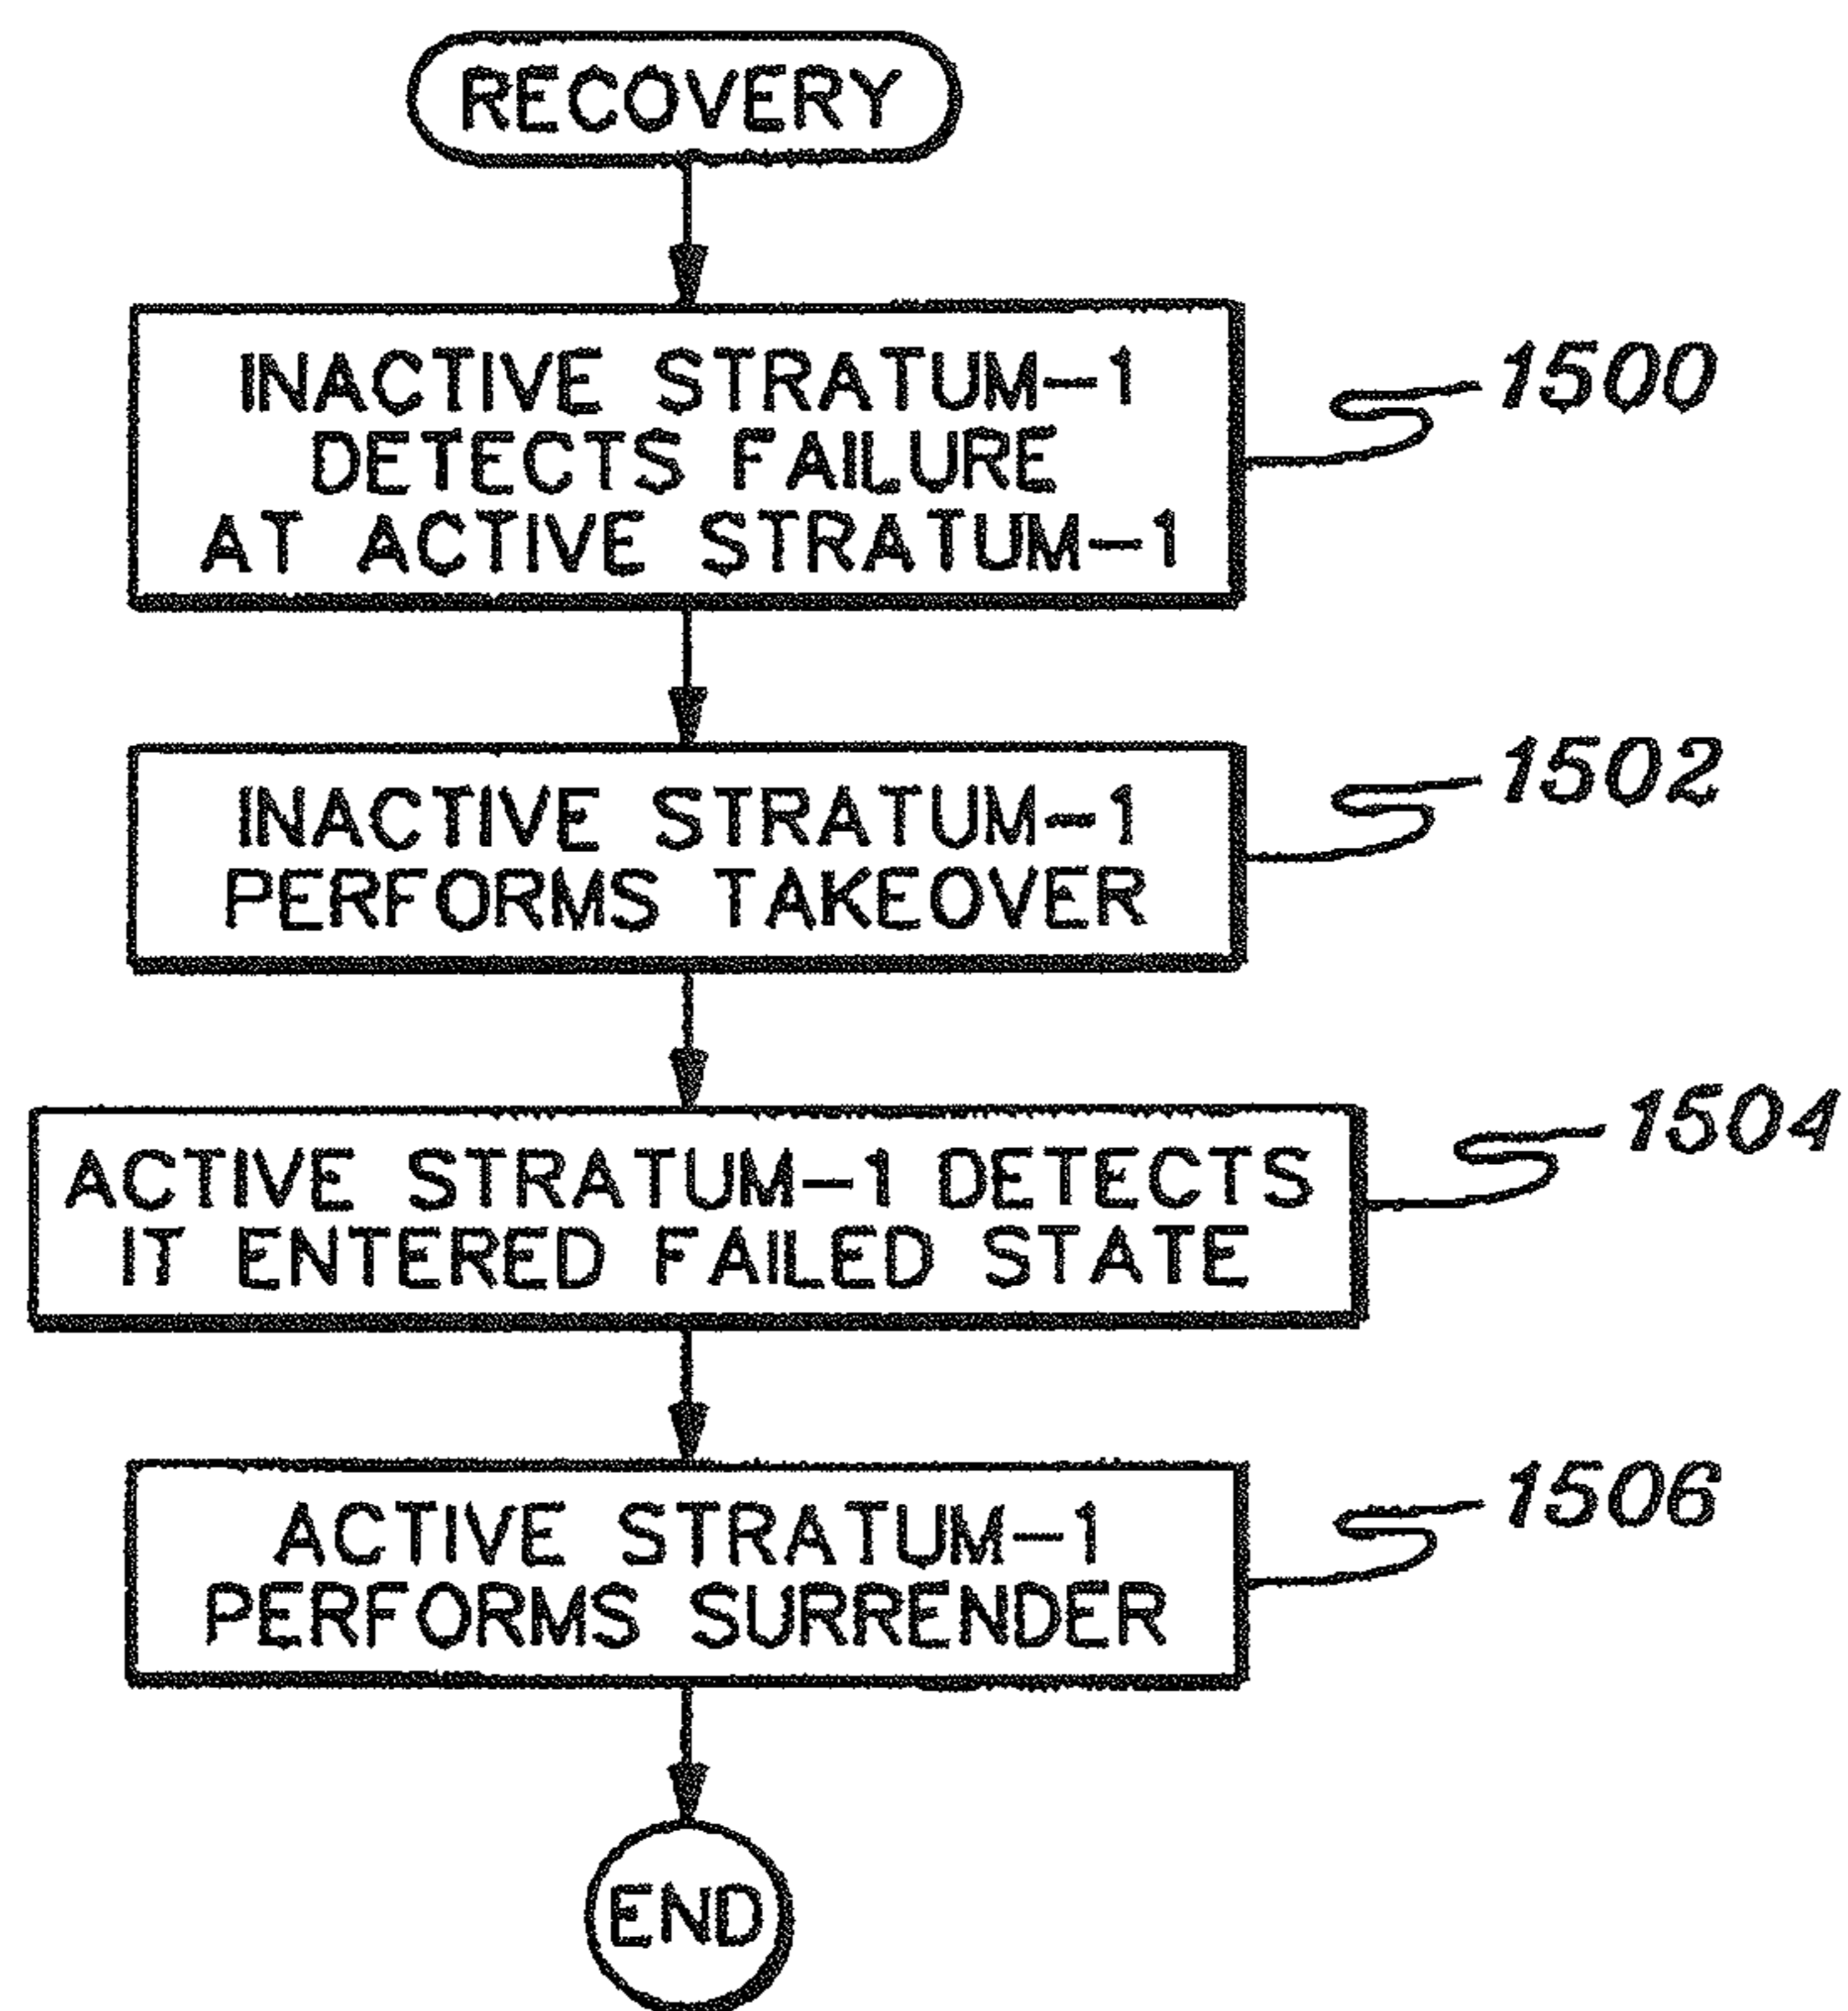 RECOVERY
INACTIVE STRATUM-1
DETECTS FAILURE
AT ACTIVE STRATUM-1
1500
INACTIVE STRATUM-1
PERFORMS TAKEOVER
1502
ACTIVE STRATUM-1 DETECTS
IT ENTERED FAILED STATE
1504
ACTIVE STRATUM-1
PERFORMS SURRENDER
1506
END